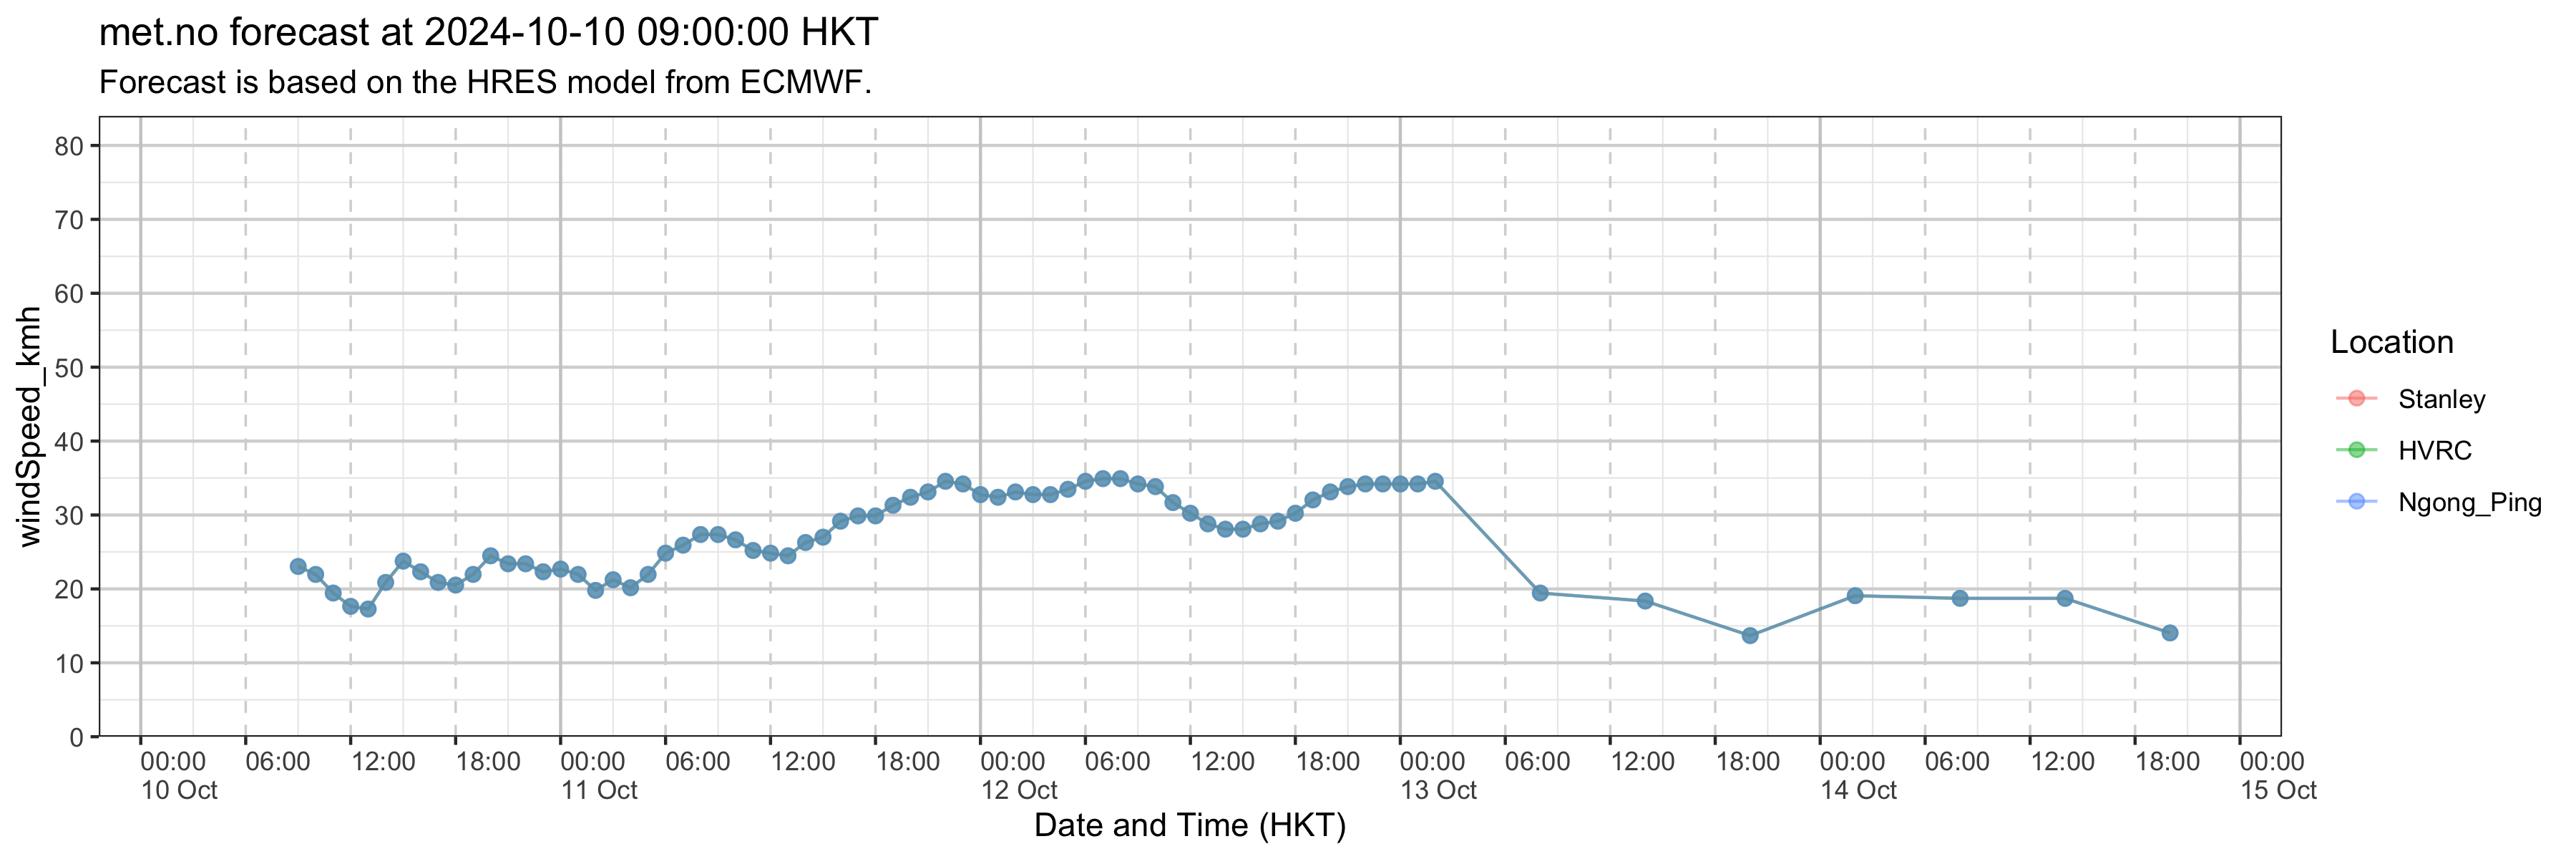 met.no forecast at 2024-10-10 09:00:00 HKT
Forecast is based on the HRES model from ECMWF.
windSpeed_kmh
80
70
60
50
40
30
20
10
0
00:00 06:00 12:00 18:00 00:00 06:00 12:00 18:00 00:00 06:00 12:00 18:00 00:00 06:00 12:00 18:00 00:00 06:00 12:00 18:00 00:00
10 Oct 11 Oct 12 Oct 13 Oct 14 Oct 15 Oct
Date and Time (HKT)
Location
Stanley
HVRC
Ngong_Ping